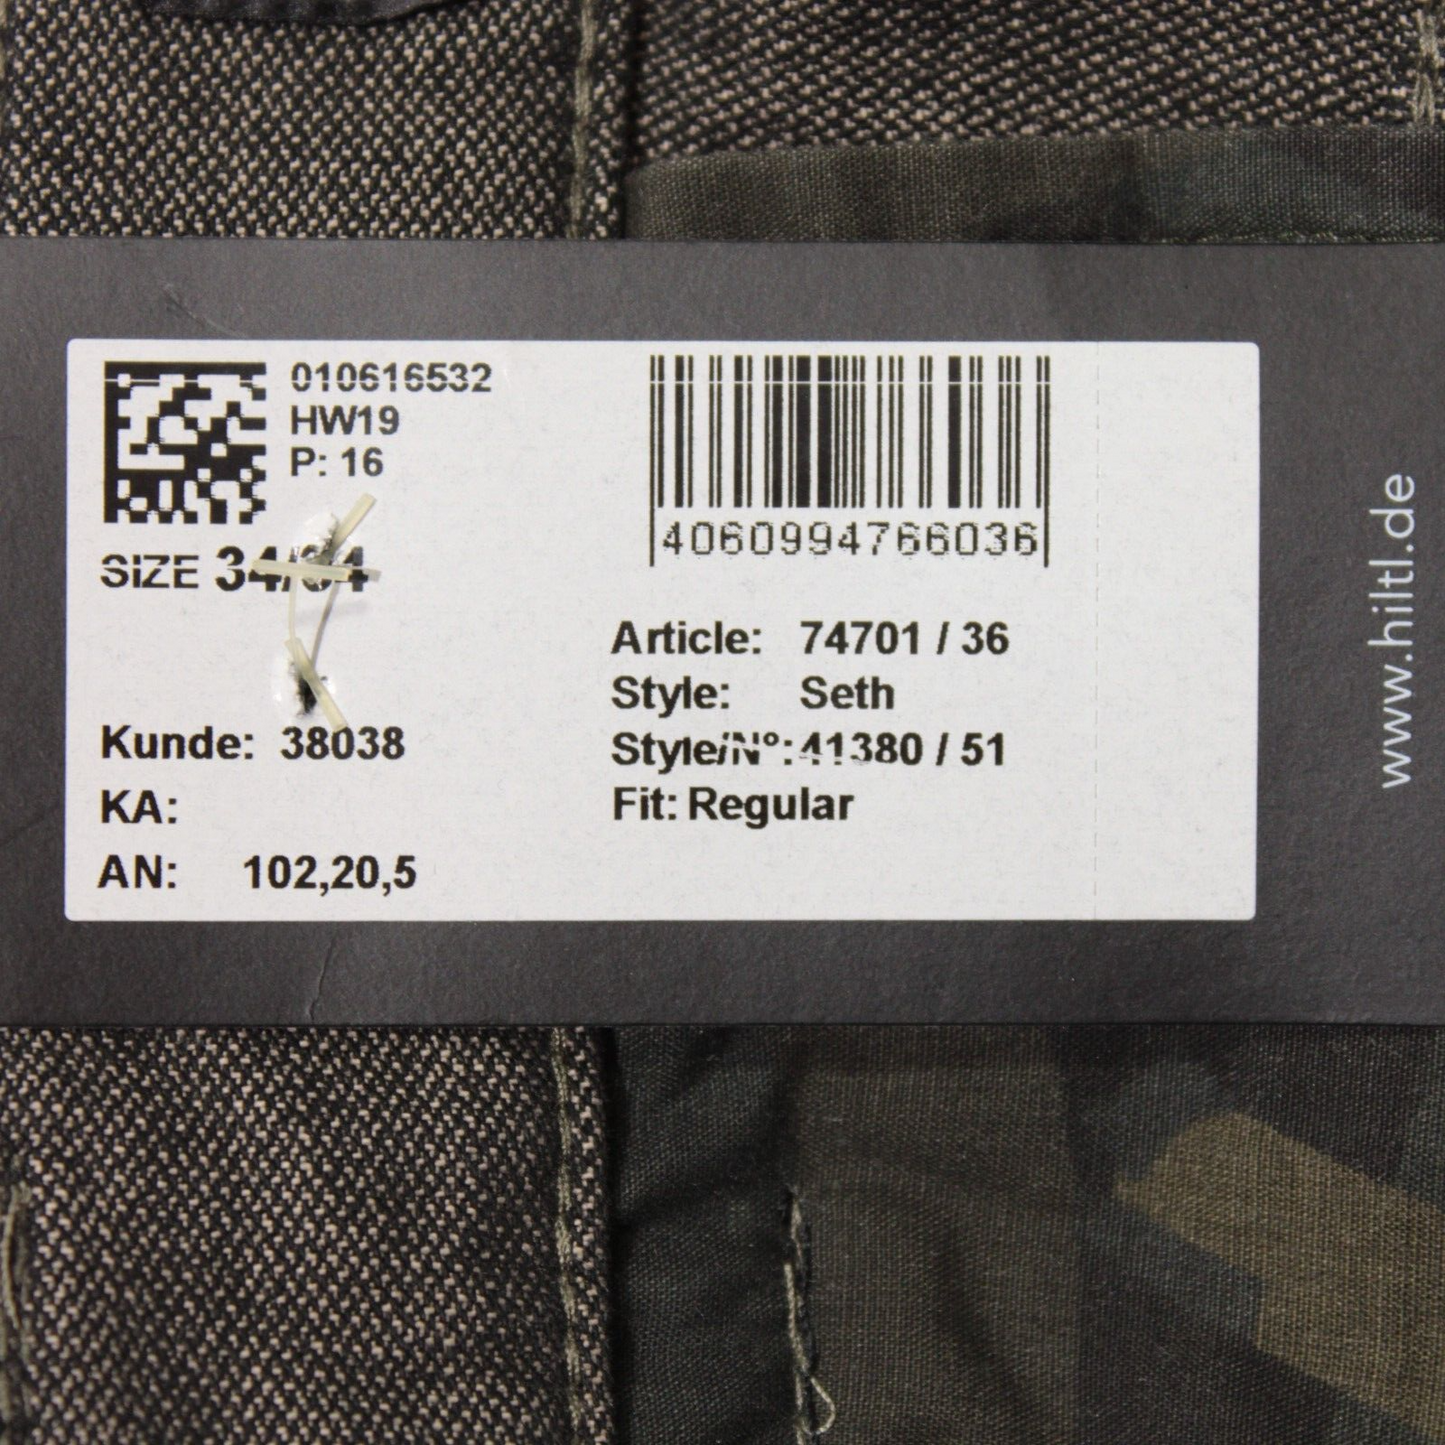 010616532
HW19
P: 16
SIZE 34/34
4060994766036
Article: 74701 / 36
Style: Seth
Style/N°: 41380 / 51
Fit: Regular
Kunde: 38038
KA:
AN: 102,20,5
www.hiltl.de